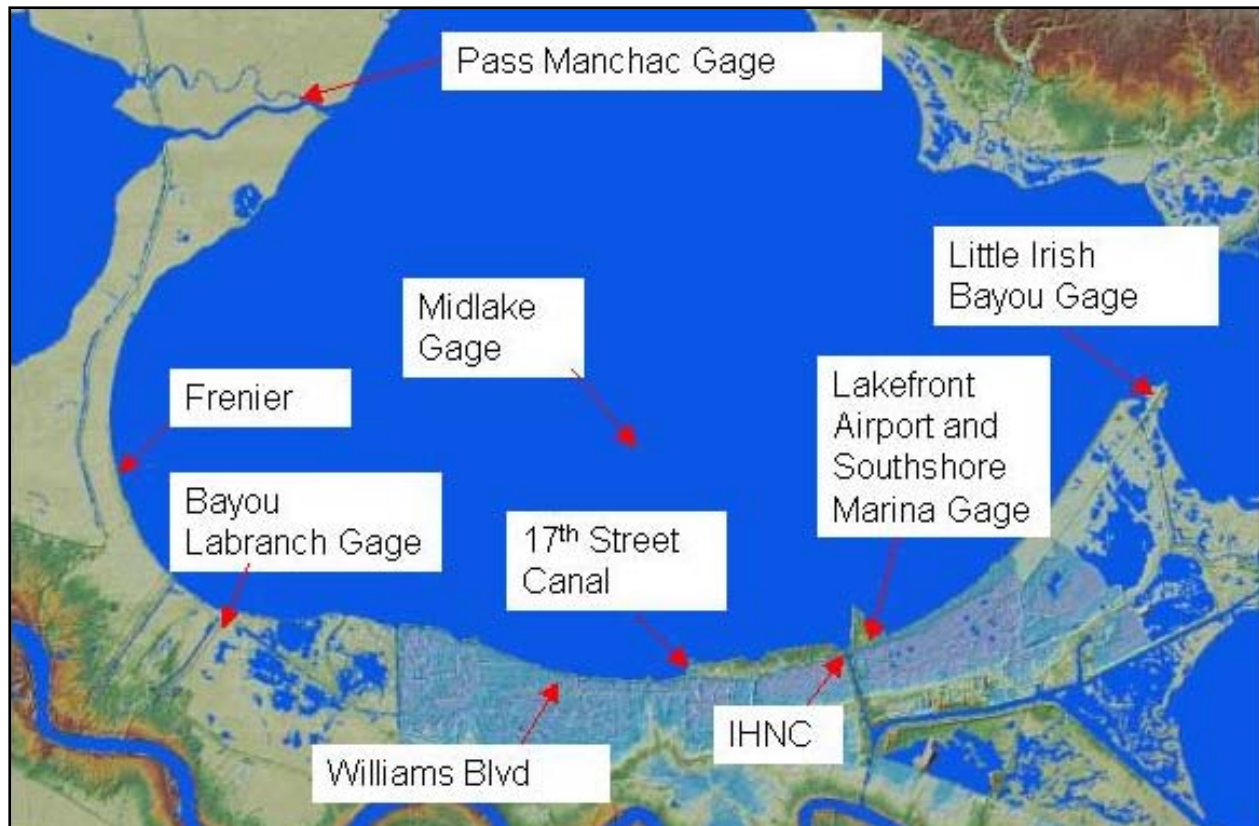 Pass Manchac Gage
Little Irish
Bayou Gage
Midlake
Gage
Lakefront
Airport and
Southshore
Marina Gage
Frenier
Bayou
Labranch Gage
17th Street
Canal
IHNC
Williams Blvd